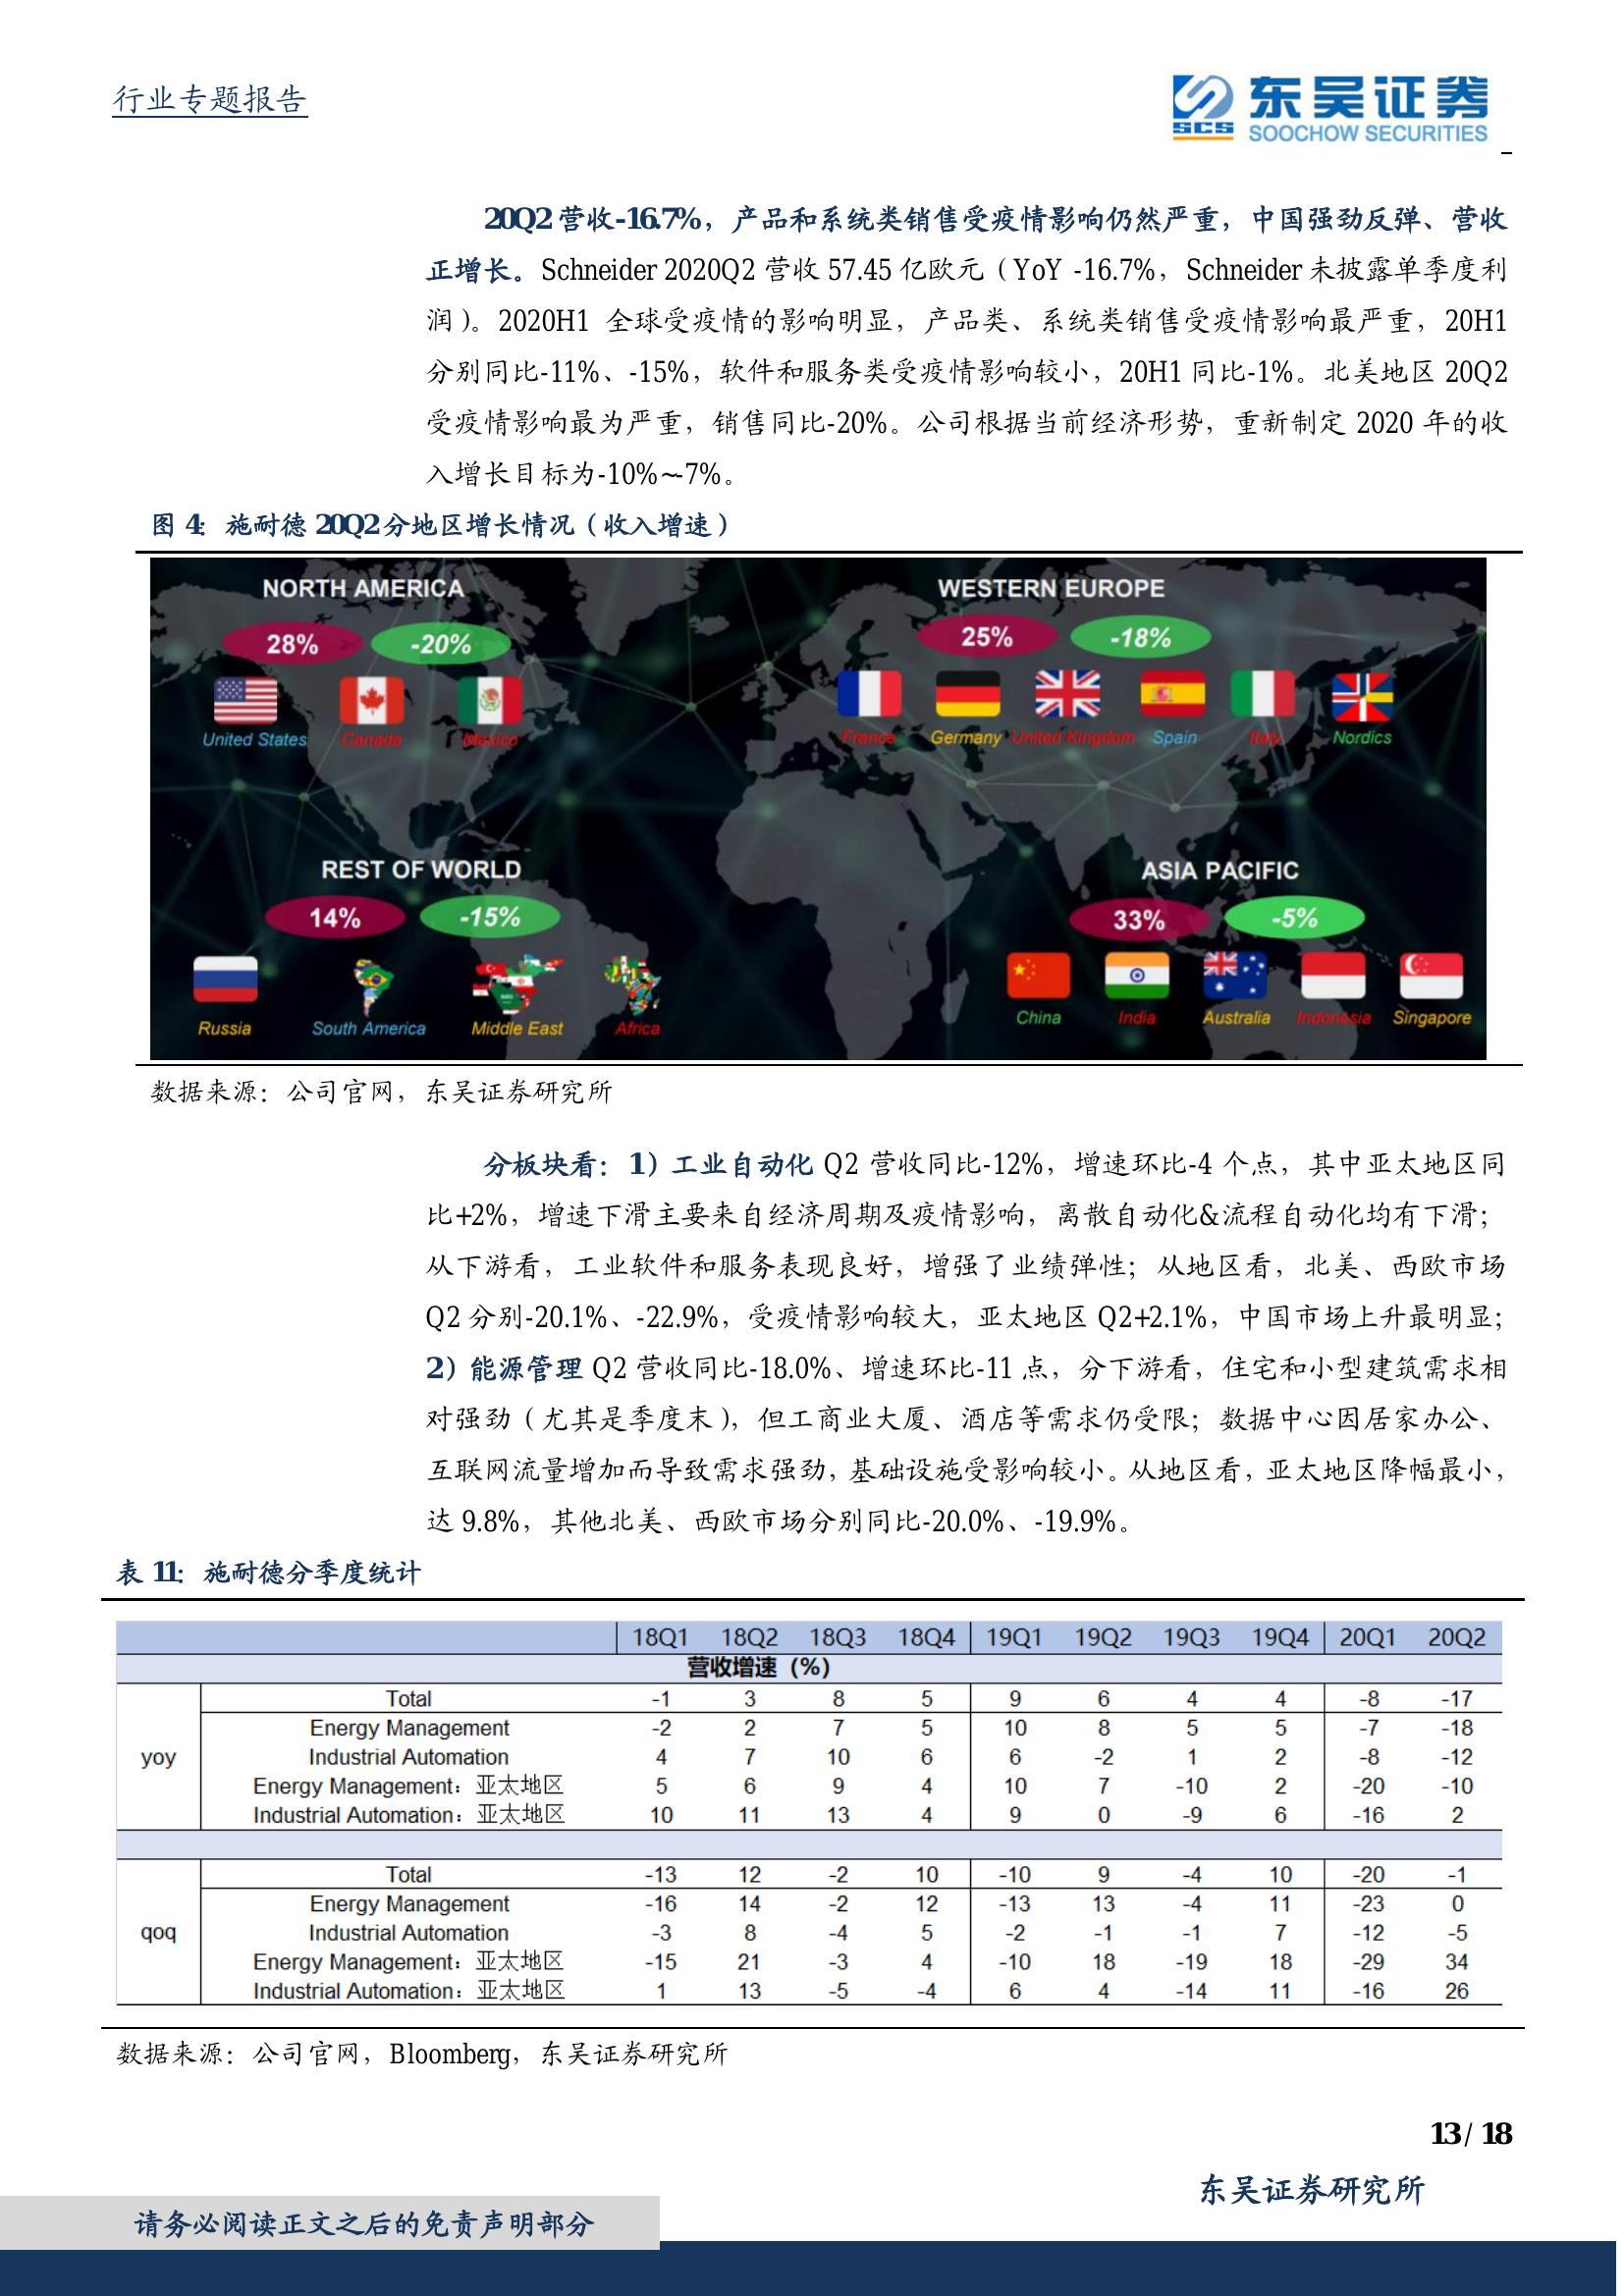 行业专题报告
东吴证券
SCS
SOOCHOW SECURITIES
20Q2 营收-16.7%，产品和系统类销售受疫情影响仍然严重，中国强劲反弹、营收
正增长。Schneider 2020Q2 营收 57.45 亿欧元（YoY -16.7%，Schneider 未披露单季度利
润）。2020H1 全球受疫情的影响明显，产品类、系统类销售受疫情影响最严重，20H1
分别同比-11%、-15%，软件和服务类受疫情影响较小，20H1 同比-1%。北美地区 20Q2
受疫情影响最为严重，销售同比-20%。公司根据当前经济形势，重新制定 2020 年的收
入增长目标为-10%~-7%。
图 4：施耐德 20Q2 分地区增长情况（收入增速）
NORTH AMERICA
28% -20%
United States Canada Mexico
WESTERN EUROPE
25% -18%
France Germany United Kingdom Spain Italy Nordics
REST OF WORLD
14% -15%
Russia South America Middle East Africa
ASIA PACIFIC
33% -5%
China India Australia Indonesia Singapore
数据来源：公司官网，东吴证券研究所
分板块看：1）工业自动化 Q2 营收同比-12%，增速环比-4 个点，其中亚太地区同
比+2%，增速下滑主要来自经济周期及疫情影响，离散自动化&流程自动化均有下滑；
从下游看，工业软件和服务表现良好，增强了业绩弹性；从地区看，北美、西欧市场
Q2 分别-20.1%、-22.9%，受疫情影响较大，亚太地区 Q2+2.1%，中国市场上升最明显；
2）能源管理 Q2 营收同比-18.0%、增速环比-11 点，分下游看，住宅和小型建筑需求相
对强劲（尤其是季度末），但工商业大厦、酒店等需求仍受限；数据中心因居家办公、
互联网流量增加而导致需求强劲，基础设施受影响较小。从地区看，亚太地区降幅最小，
达 9.8%，其他北美、西欧市场分别同比-20.0%、-19.9%。
表 11：施耐德分季度统计
18Q1 18Q2 18Q3 18Q4 19Q1 19Q2 19Q3 19Q4 20Q1 20Q2
营收增速（%）
Total -1 3 8 5 9 6 4 4 -8 -17
Energy Management -2 2 7 5 10 8 5 5 -7 -18
yoy Industrial Automation 4 7 10 6 6 -2 1 2 -8 -12
Energy Management：亚太地区 5 6 9 4 10 7 -10 2 -20 -10
Industrial Automation：亚太地区 10 11 13 4 9 0 -9 6 -16 2
Total -13 12 -2 10 -10 9 -4 10 -20 -1
Energy Management -16 14 -2 12 -13 13 -4 11 -23 0
qoq Industrial Automation -3 8 -4 5 -2 -1 -1 7 -12 -5
Energy Management：亚太地区 -15 21 -3 4 -10 18 -19 18 -29 34
Industrial Automation：亚太地区 1 13 -5 -4 6 4 -14 11 -16 26
数据来源：公司官网，Bloomberg，东吴证券研究所
13 / 18
东吴证券研究所
请务必阅读正文之后的免责声明部分